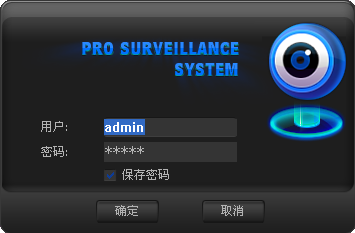 PRO SURVEILLANCE
SYSTEM
用户: admin
密码: *****
保存密码
确定 取消